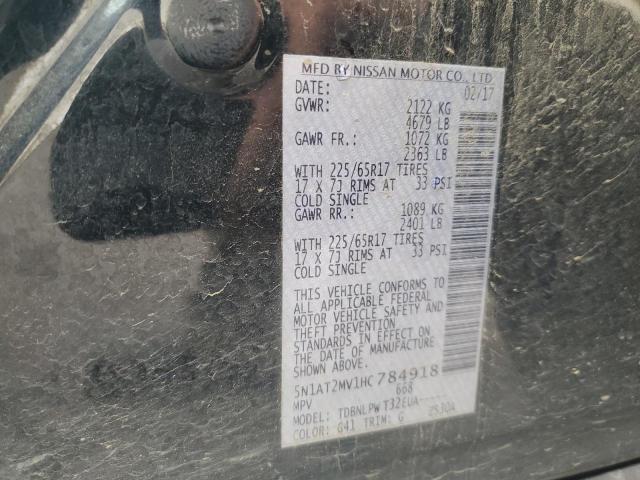 MFD BY NISSAN MOTOR CO., LTD
DATE: 02/17
GVWR: 2122 KG
4679 LB
GAWR FR.: 1072 KG
2363 LB
WITH 225/65R17 TIRES
17 X 7J RIMS AT 33 PSI
COLD SINGLE
GAWR RR.: 1089 KG
2401 LB
WITH 225/65R17 TIRES
17 X 7J RIMS AT 33 PSI
COLD SINGLE
THIS VEHICLE CONFORMS TO
ALL APPLICABLE FEDERAL
MOTOR VEHICLE SAFETY AND
THEFT PREVENTION
STANDARDS IN EFFECT ON
THE DATE OF MANUFACTURE
SHOWN ABOVE.
5N1AT2MV1HC784918
MPV 668
MODEL: TDBNLPW T32EUA-----
COLOR: G41 TRIM: G 2530A